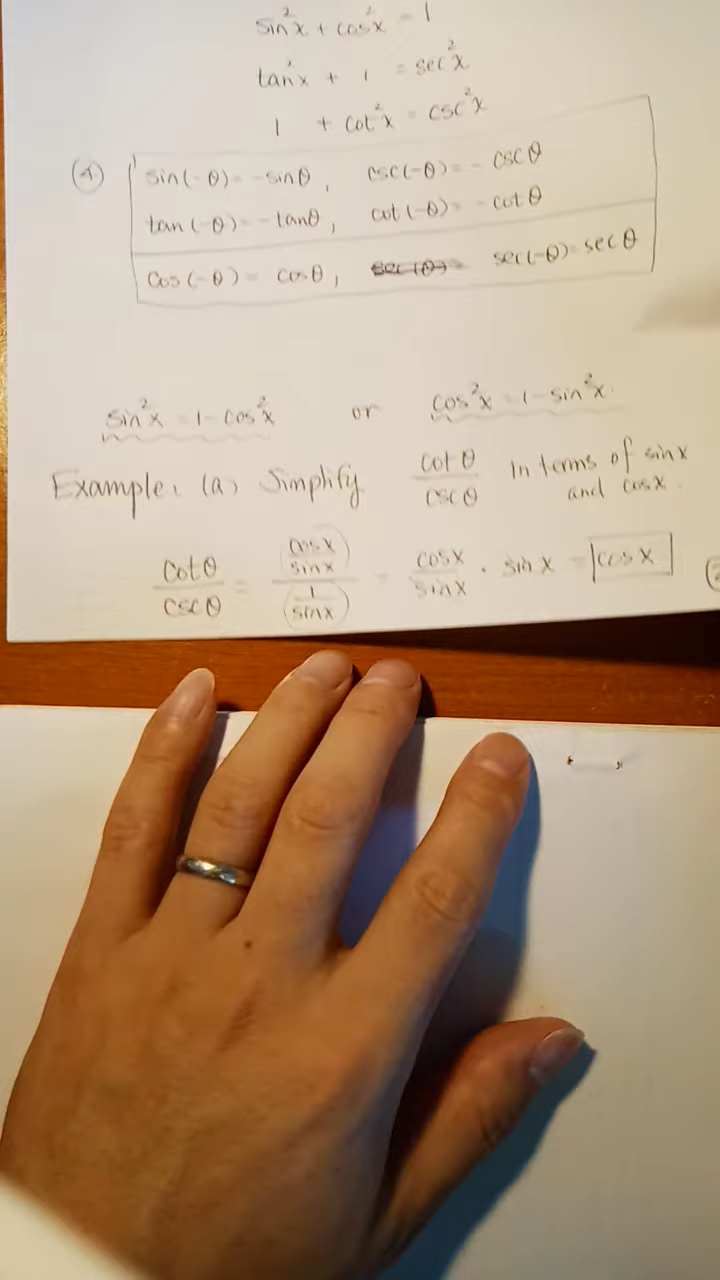 sin²x + cos²x = 1
tan²x + 1 = sec²x
1 + cot²x = csc²x
(4) sin(-θ) = -sinθ, csc(-θ) = - cscθ
tan(-θ) = -tanθ, cot(-θ) = -cotθ
cos(-θ) = cosθ, sec(θ) = sec(-θ) = secθ
sin²x = 1 - cos²x or cos²x = 1 - sin²x.
Example: (a) Simplify cotθ/cscθ in terms of sinx and cosx.
cotθ/cscθ = (cosx/sinx)/(1/sinx) = cosx/sinx · sinx = cosx